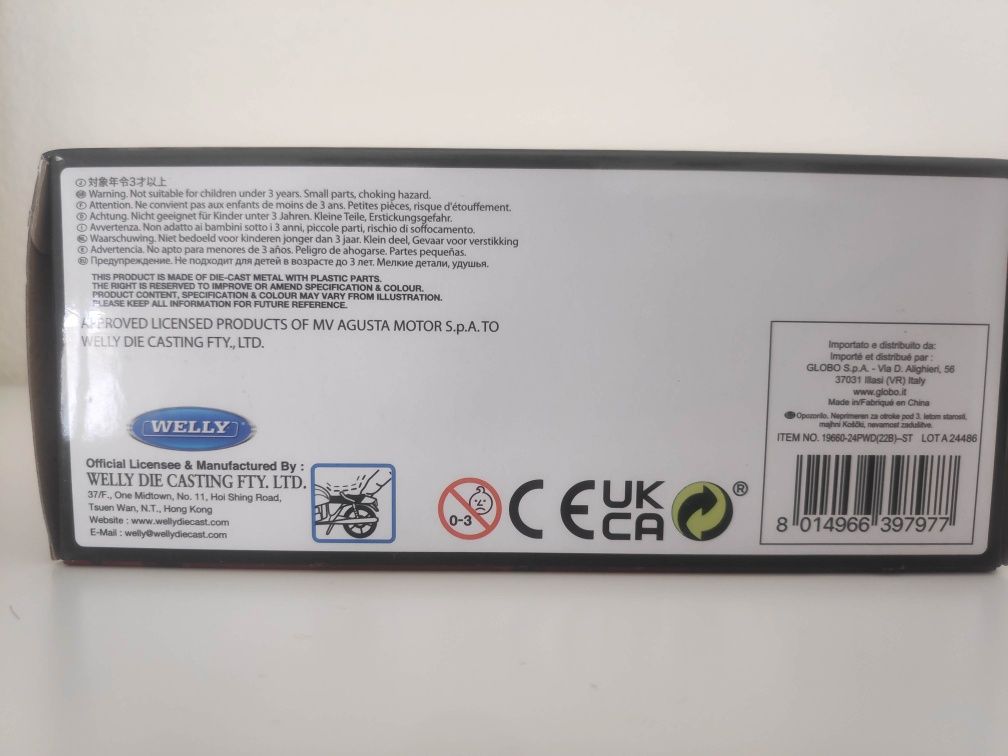 対象年令3才以上
Warning. Not suitable for children under 3 years. Small parts, choking hazard.
Attention. Ne convient pas aux enfants de moins de 3 ans. Petites pièces, risque d'étouffement.
Achtung. Nicht geeignet für Kinder unter 3 Jahren. Kleine Teile, Erstickungsgefahr.
Avvertenza. Non adatto ai bambini sotto i 3 anni, piccole parti, rischio di soffocamento.
Waarschuwing. Niet bedoeld voor kinderen jonger dan 3 jaar. Klein deel, Gevaar voor verstikking
Advertencia. No apto para menores de 3 años. Peligro de ahogarse. Partes pequeñas.
Предупреждение. Не подходит для детей в возрасте до 3 лет. Мелкие детали, удушья.
THIS PRODUCT IS MADE OF DIE-CAST METAL WITH PLASTIC PARTS.
THE RIGHT IS RESERVED TO IMPROVE OR AMEND SPECIFICATION & COLOUR.
PRODUCT CONTENT, SPECIFICATION & COLOUR MAY VARY FROM ILLUSTRATION.
PLEASE KEEP ALL INFORMATION FOR FUTURE REFERENCE.
APPROVED LICENSED PRODUCTS OF MV AGUSTA MOTOR S.p.A. TO
WELLY DIE CASTING FTY., LTD.
WELLY
Official Licensee & Manufactured By :
WELLY DIE CASTING FTY. LTD.
37/F., One Midtown, No. 11, Hoi Shing Road,
Tsuen Wan, N.T., Hong Kong
Website : www.wellydiecast.com
E-Mail : welly@wellydiecast.com
0-3
CE
UK
CA
®
Importato e distribuito da:
Importé et distribué par :
GLOBO S.p.A. - Via D. Alighieri, 56
37031 Illasi (VR) Italy
www.globo.it
Made in/Fabriqué en China
Opozorilo. Neprimeren za otroke pod 3. letom starosti,
majhni Koščki, nevarnost zadušitve.
ITEM NO. 19660-24PWD(22B)-ST LOT A 24486
8 014966 397977